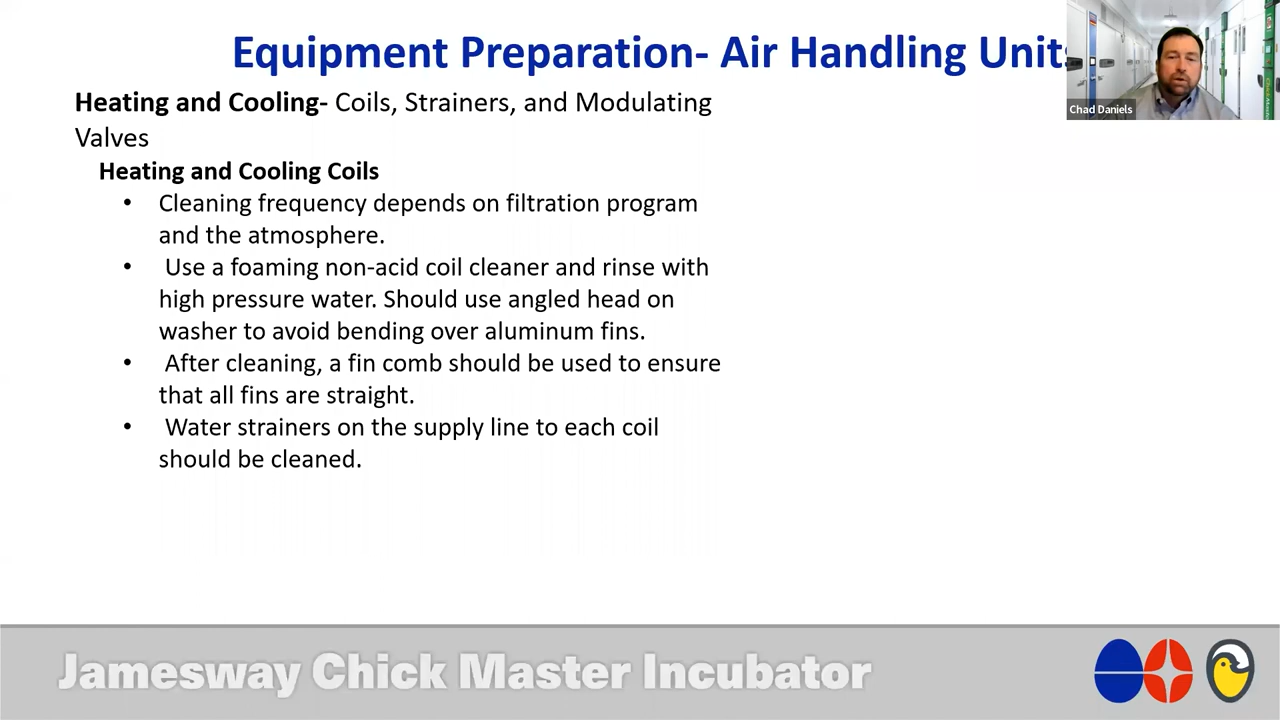 Equipment Preparation- Air Handling Units
Chad Daniels
Heating and Cooling- Coils, Strainers, and Modulating
Valves
Heating and Cooling Coils
• Cleaning frequency depends on filtration program
and the atmosphere.
• Use a foaming non-acid coil cleaner and rinse with
high pressure water. Should use angled head on
washer to avoid bending over aluminum fins.
• After cleaning, a fin comb should be used to ensure
that all fins are straight.
• Water strainers on the supply line to each coil
should be cleaned.
Jamesway Chick Master Incubator